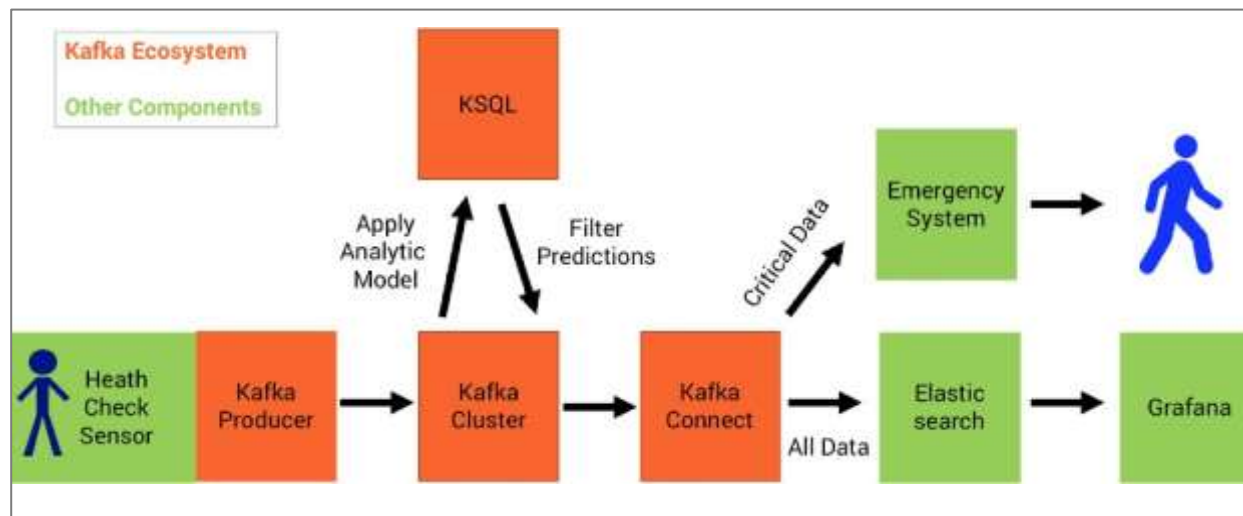 Kafka Ecosystem
Other Components
KSQL
Apply
Analytic
Model
Filter
Predictions
Critical Data
Emergency
System
Heath
Check
Sensor
Kafka
Producer
Kafka
Cluster
Kafka
Connect
All Data
Elastic
search
Grafana